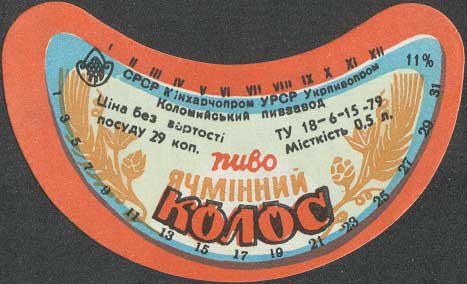 I II III IV V VI VII VIII IX X XI XII
11%
СРСР Мінхарчопром УРСР Укрпивопром
Коломийський пивзавод
Ціна без вартості
посуду 29 коп.
ТУ 18-6-15-79
Місткість 0,5 л.
пиво
ЯЧМІННИЙ
КОЛОС
1 3 5 7 9 11 13 15 17 19 21 23 25 27 29 31